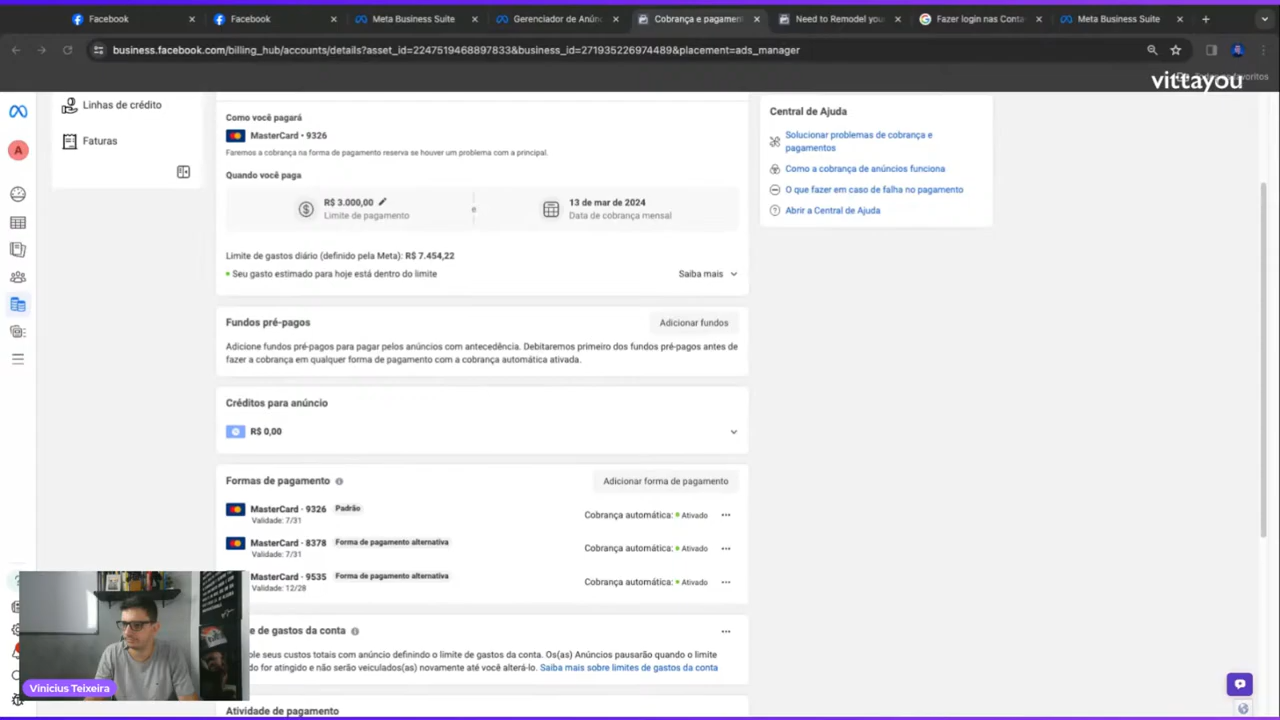 Facebook
Facebook
Meta Business Suite
Gerenciador de Anún
Cobrança e pagamen
Need to Remodel you
Fazer login nas Conta
Meta Business Suite
business.facebook.com/billing_hub/accounts/details?asset_id=2247519468897833&business_id=271935226974489&placement=ads_manager
favoritos
vittayou
A
Linhas de crédito
Faturas
Como você pagará
MasterCard • 9326
Faremos a cobrança na forma de pagamento reserva se houver um problema com a principal.
Quando você paga
R$ 3.000,00
Limite de pagamento
e
13 de mar de 2024
Data de cobrança mensal
Limite de gastos diário (definido pela Meta): R$ 7.454,22
Seu gasto estimado para hoje está dentro do limite
Saiba mais
Fundos pré-pagos
Adicionar fundos
Adicione fundos pré-pagos para pagar pelos anúncios com antecedência. Debitaremos primeiro dos fundos pré-pagos antes de
fazer a cobrança em qualquer forma de pagamento com a cobrança automática ativada.
Créditos para anúncio
R$ 0,00
Formas de pagamento
Adicionar forma de pagamento
MasterCard · 9326 Padrão
Validade: 7/31
Cobrança automática: Ativado
MasterCard · 8378 Forma de pagamento alternativa
Validade: 7/31
Cobrança automática: Ativado
MasterCard · 9535 Forma de pagamento alternativa
Validade: 12/28
Cobrança automática: Ativado
e de gastos da conta
ole seus custos totais com anúncio definindo o limite de gastos da conta. Os(as) Anúncios pausarão quando o limite
do for atingido e não serão veiculados(as) novamente até você alterá-lo. Saiba mais sobre limites de gastos da conta
Atividade de pagamento
Central de Ajuda
Solucionar problemas de cobrança e
pagamentos
Como a cobrança de anúncios funciona
O que fazer em caso de falha no pagamento
Abrir a Central de Ajuda
Vinicius Teixeira